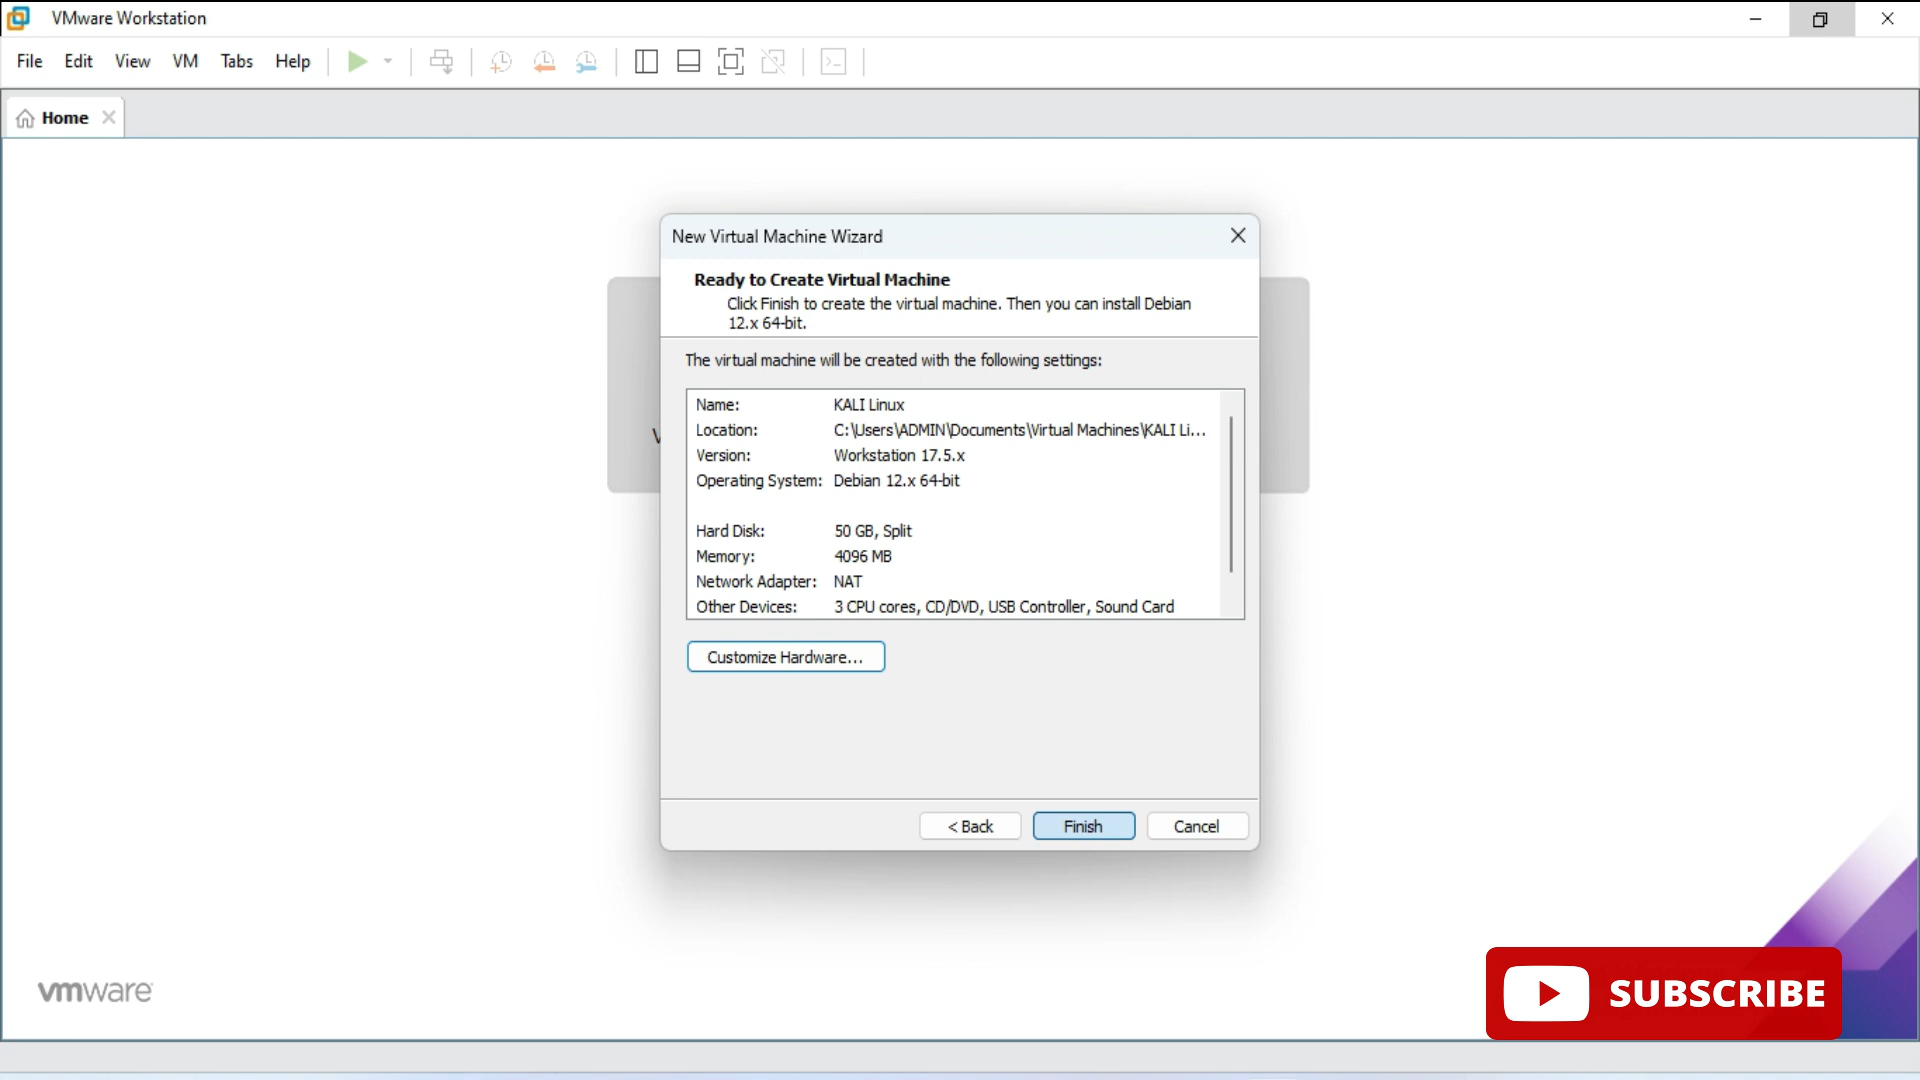 VMware Workstation
File Edit View VM Tabs Help
Home
New Virtual Machine Wizard
Ready to Create Virtual Machine
Click Finish to create the virtual machine. Then you can install Debian
12.x 64-bit.
The virtual machine will be created with the following settings:
Name: KALI Linux
Location: C:\Users\ADMIN\Documents\Virtual Machines\KALI Li...
Version: Workstation 17.5.x
Operating System: Debian 12.x 64-bit
Hard Disk: 50 GB, Split
Memory: 4096 MB
Network Adapter: NAT
Other Devices: 3 CPU cores, CD/DVD, USB Controller, Sound Card
Customize Hardware...
< Back Finish Cancel
vmware
SUBSCRIBE